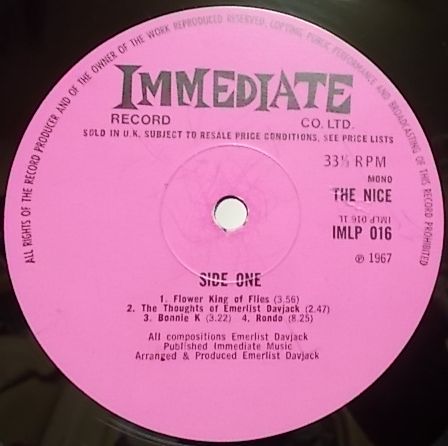 ALL RIGHTS OF THE RECORD PRODUCER AND OF THE OWNER OF THE WORK REPRODUCED RESERVED, COPYING PUBLIC PERFORMANCE AND BROADCASTING OF THIS RECORD PROHIBITED
IMMEDIATE
RECORD CO. LTD.
SOLD IN U.K. SUBJECT TO RESALE PRICE CONDITIONS, SEE PRICE LISTS
33⅓ RPM
MONO
THE NICE
IMLP 016 1L
IMLP 016
℗ 1967
SIDE ONE
1. Flower King of Flies (3.56)
2. The Thoughts of Emerlist Davjack (2.47)
3. Bonnie K (3.22) 4. Rondo (8.25)
All compositions Emerlist Davjack
Published Immediate Music
Arranged & Produced Emerlist Davjack